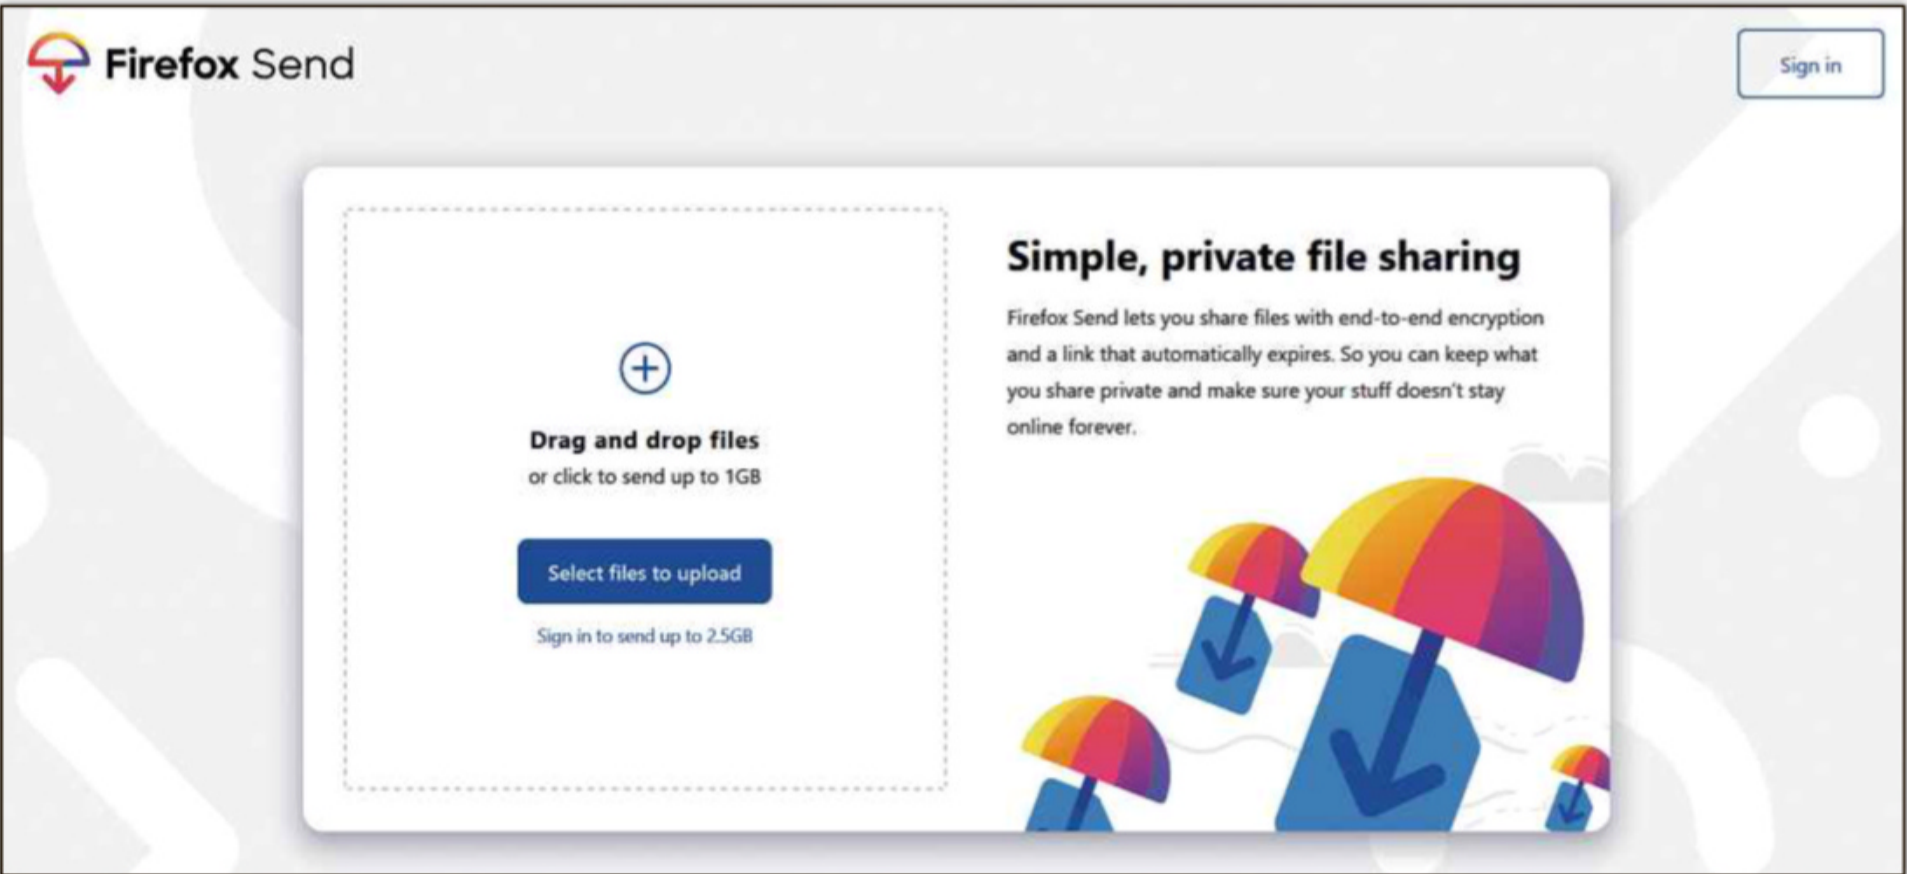 Firefox Send
Sign in
Drag and drop files
or click to send up to 1GB
Select files to upload
Sign in to send up to 2.5GB
Simple, private file sharing
Firefox Send lets you share files with end-to-end encryption
and a link that automatically expires. So you can keep what
you share private and make sure your stuff doesn't stay
online forever.